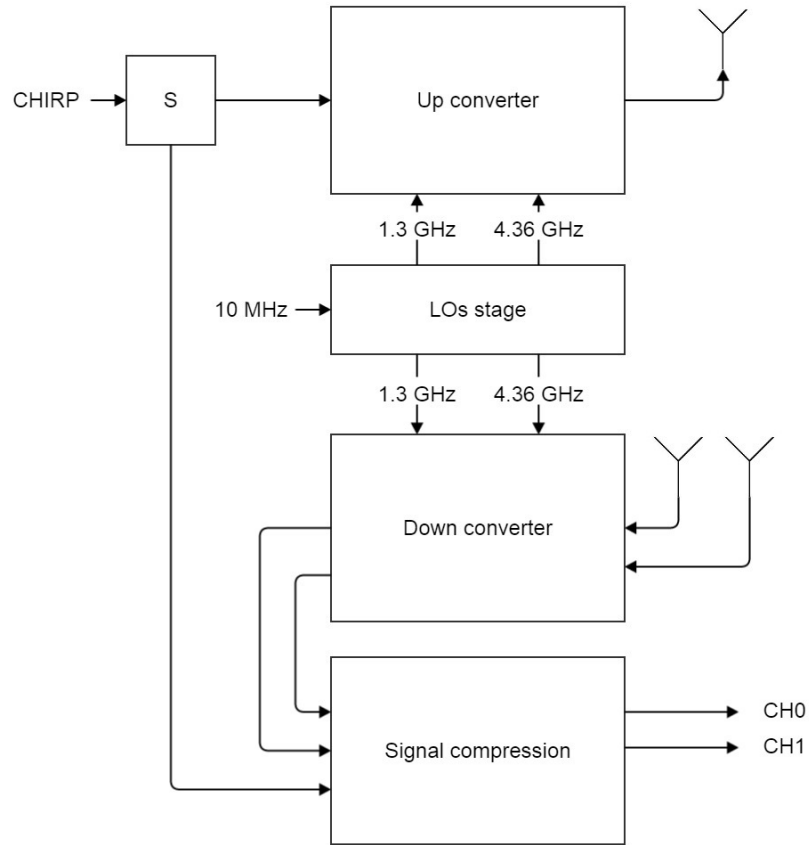 CHIRP
S
Up converter
1.3 GHz
4.36 GHz
10 MHz
LOs stage
1.3 GHz
4.36 GHz
Down converter
Signal compression
CH0
CH1